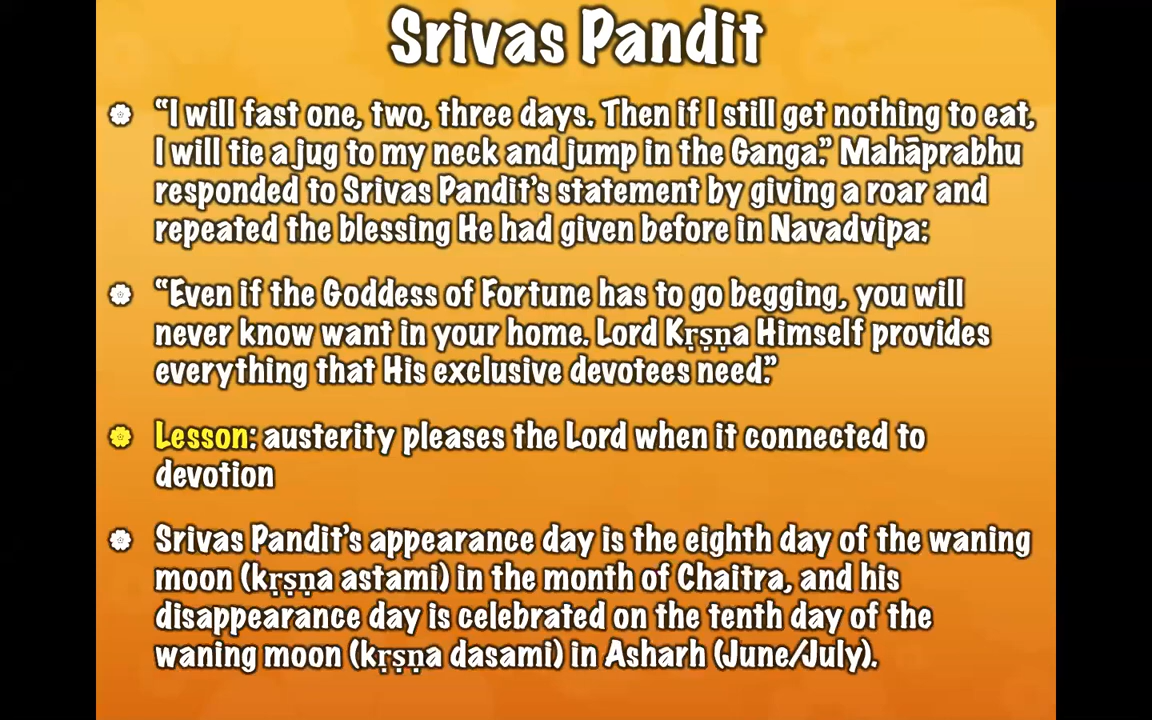 Srivas Pandit
“I will fast one, two, three days. Then if I still get nothing to eat,
I will tie a jug to my neck and jump in the Ganga.” Mahāprabhu
responded to Srivas Pandit’s statement by giving a roar and
repeated the blessing He had given before in Navadvipa:
“Even if the Goddess of Fortune has to go begging, you will
never know want in your home. Lord Kṛṣṇa Himself provides
everything that His exclusive devotees need.”
Lesson: austerity pleases the Lord when it connected to
devotion
Srivas Pandit’s appearance day is the eighth day of the waning
moon (kṛṣṇa astami) in the month of Chaitra, and his
disappearance day is celebrated on the tenth day of the
waning moon (kṛṣṇa dasami) in Asharh (June/July).